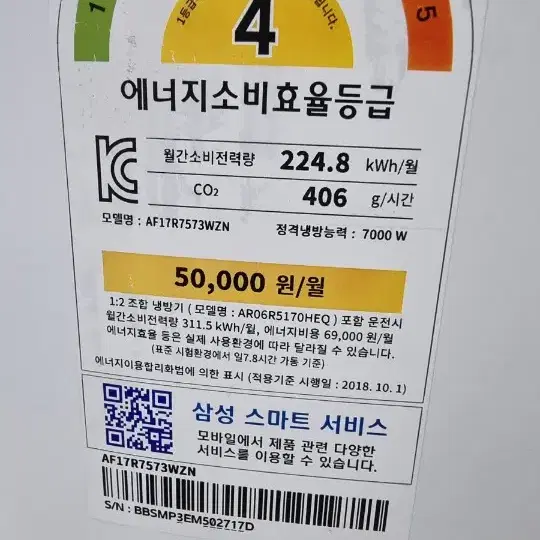 1 5
1등급 니다.
4
에너지소비효율등급
월간소비전력량 224.8 kWh/월
CO₂ 406 g/시간
모델명 : AF17R7573WZN 정격냉방능력 : 7000 W
50,000 원/월
1:2 조합 냉방기 ( 모델명 : AR06R5170HEQ ) 포함 운전시
월간소비전력량 311.5 kWh/월, 에너지비용 69,000 원/월
에너지효율 등은 실제 사용환경에 따라 달라질 수 있습니다.
(표준 시험환경에서 일7.8시간 가동 기준)
에너지이용합리화법에 의한 표시 (적용기준 시행일 : 2018. 10. 1)
삼성 스마트 서비스
모바일에서 제품 관련 다양한
서비스를 이용할 수 있습니다.
AF17R7573WZN
S/N : BBSMP3EM502717D